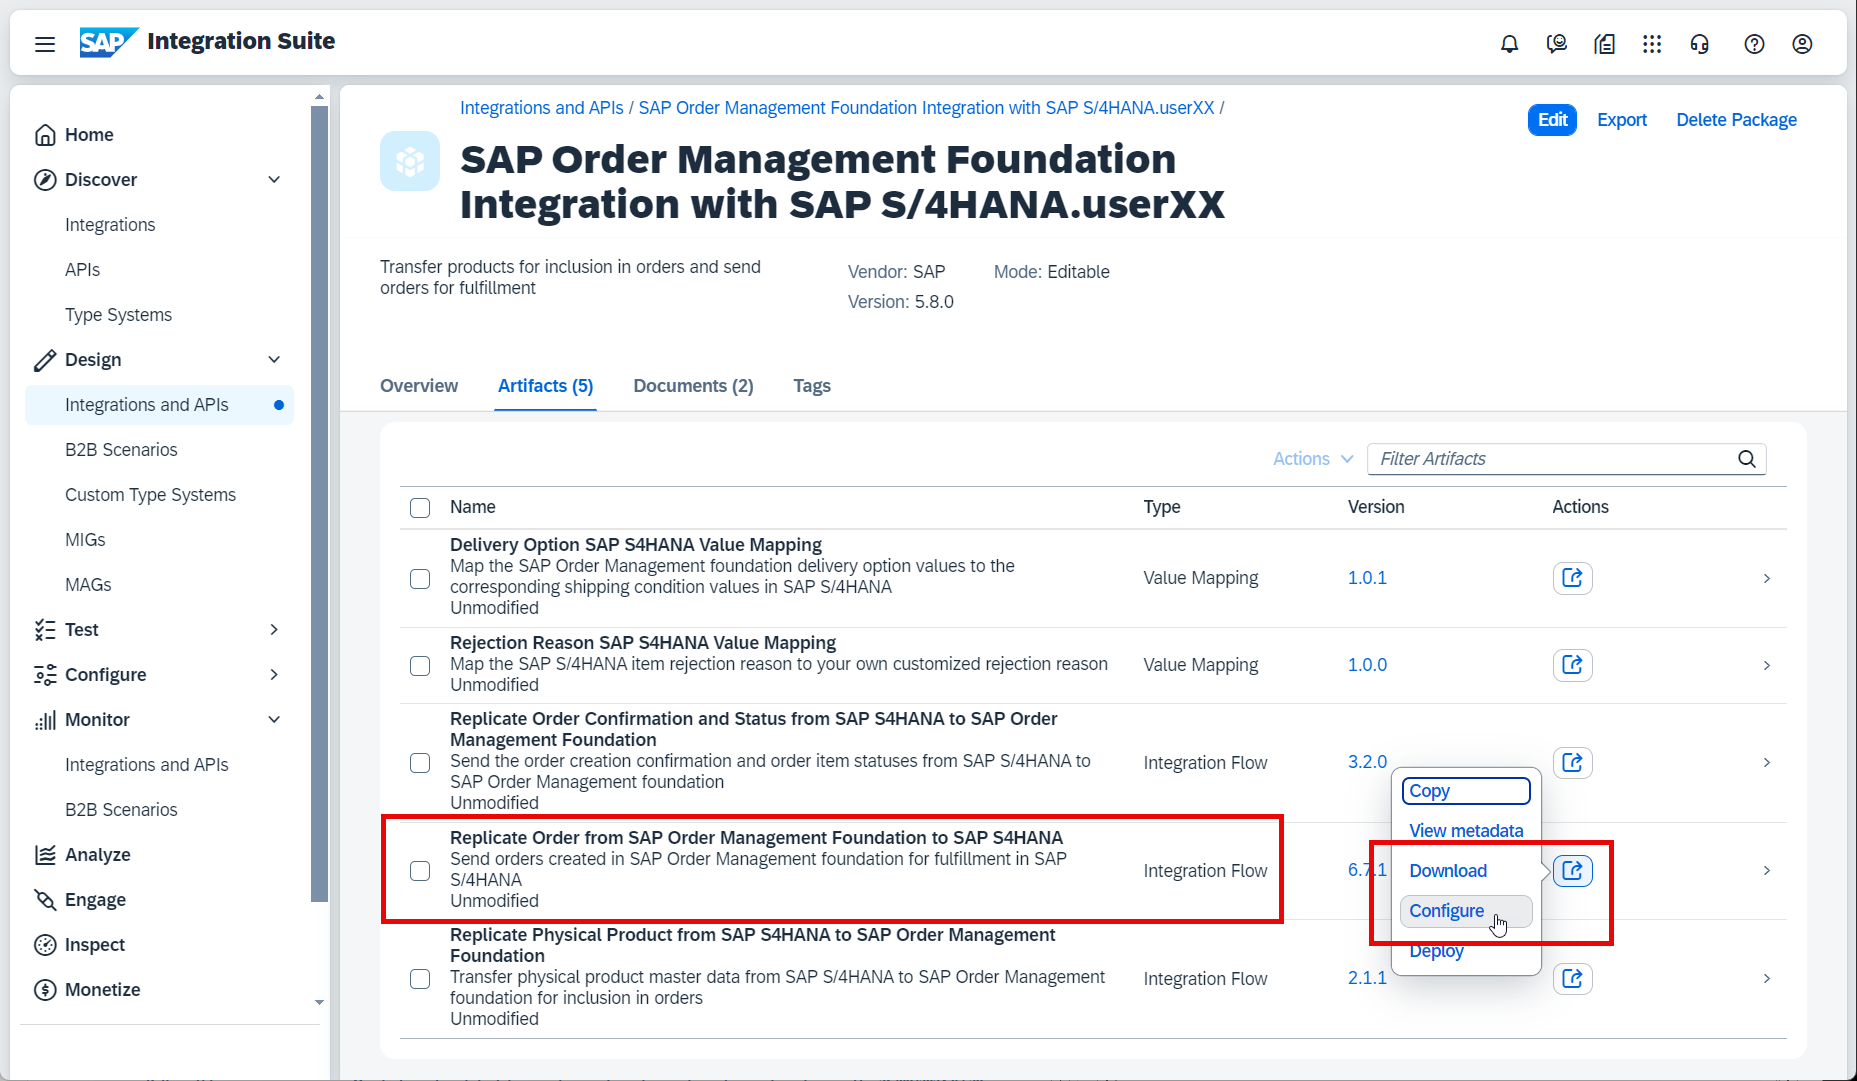 SAP Integration Suite
Home
Discover
Integrations
APIs
Type Systems
Design
Integrations and APIs
B2B Scenarios
Custom Type Systems
MIGs
MAGs
Test
Configure
Monitor
Integrations and APIs
B2B Scenarios
Analyze
Engage
Inspect
Monetize
Integrations and APIs / SAP Order Management Foundation Integration with SAP S/4HANA.userXX /
Edit Export Delete Package
SAP Order Management Foundation
Integration with SAP S/4HANA.userXX
Transfer products for inclusion in orders and send
orders for fulfillment
Vendor: SAP Mode: Editable
Version: 5.8.0
Overview Artifacts (5) Documents (2) Tags
Actions Filter Artifacts
Name Type Version Actions
Delivery Option SAP S4HANA Value Mapping
Map the SAP Order Management foundation delivery option values to the
corresponding shipping condition values in SAP S/4HANA
Unmodified
Value Mapping 1.0.1
Rejection Reason SAP S4HANA Value Mapping
Map the SAP S/4HANA item rejection reason to your own customized rejection reason
Unmodified
Value Mapping 1.0.0
Replicate Order Confirmation and Status from SAP S4HANA to SAP Order
Management Foundation
Send the order creation confirmation and order item statuses from SAP S/4HANA to
SAP Order Management foundation
Unmodified
Integration Flow 3.2.0
Replicate Order from SAP Order Management Foundation to SAP S4HANA
Send orders created in SAP Order Management foundation for fulfillment in SAP
S/4HANA
Unmodified
Integration Flow 6.7.1
Copy
View metadata
Download
Configure
Deploy
Replicate Physical Product from SAP S4HANA to SAP Order Management
Foundation
Transfer physical product master data from SAP S/4HANA to SAP Order Management
foundation for inclusion in orders
Unmodified
Integration Flow 2.1.1